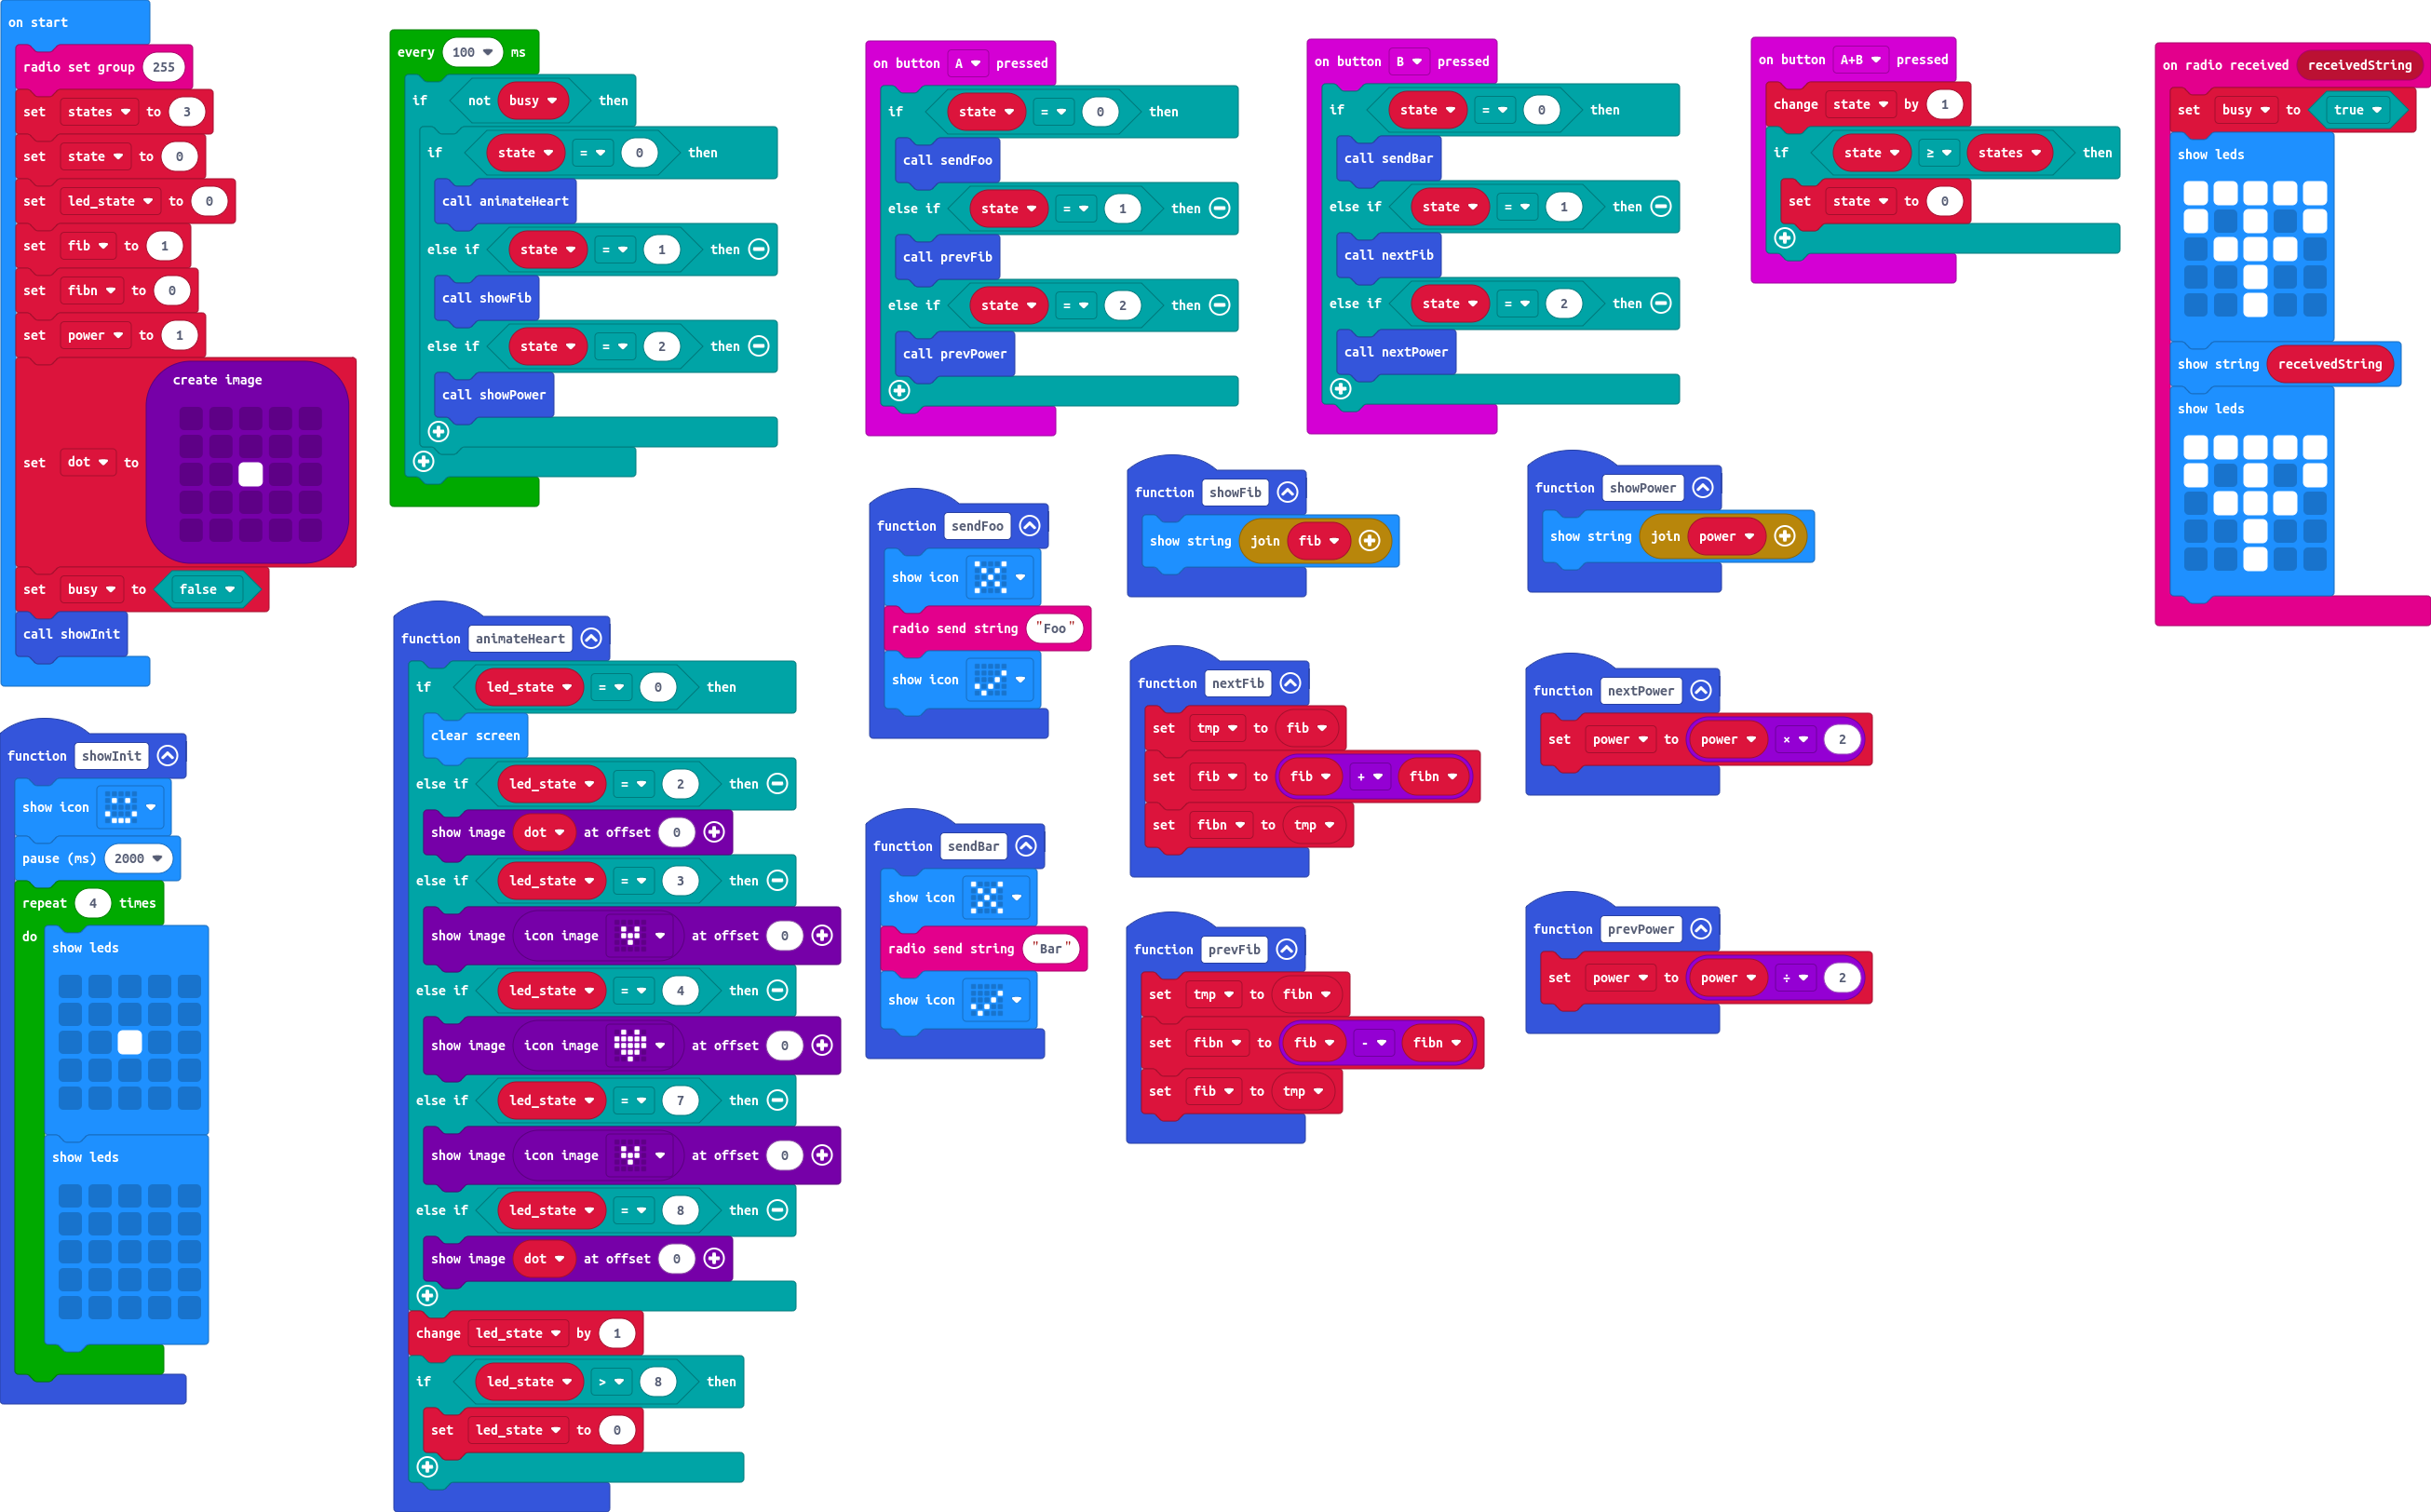 on start
radio set group 255
set states to 3
set state to 0
set led_state to 0
set fib to 1
set fibn to 0
set power to 1
create image
set dot to
set busy to false
call showInit
function showInit
show icon
pause (ms) 2000
repeat 4 times
do
show leds
show leds
every 100 ms
if not busy then
if state = 0 then
call animateHeart
else if state = 1 then
call showFib
else if state = 2 then
call showPower
function animateHeart
if led_state = 0 then
clear screen
else if led_state = 2 then
show image dot at offset 0
else if led_state = 3 then
show image icon image at offset 0
else if led_state = 4 then
show image icon image at offset 0
else if led_state = 7 then
show image icon image at offset 0
else if led_state = 8 then
show image dot at offset 0
change led_state by 1
if led_state > 8 then
set led_state to 0
on button A pressed
if state = 0 then
call sendFoo
else if state = 1 then
call prevFib
else if state = 2 then
call prevPower
function sendFoo
show icon
radio send string "Foo"
show icon
function sendBar
show icon
radio send string "Bar"
show icon
on button B pressed
if state = 0 then
call sendBar
else if state = 1 then
call nextFib
else if state = 2 then
call nextPower
function showFib
show string join fib
function nextFib
set tmp to fib
set fib to fib + fibn
set fibn to tmp
function prevFib
set tmp to fibn
set fibn to fib - fibn
set fib to tmp
function showPower
show string join power
function nextPower
set power to power × 2
function prevPower
set power to power ÷ 2
on button A+B pressed
change state by 1
if state ≥ states then
set state to 0
on radio received receivedString
set busy to true
show leds
show string receivedString
show leds